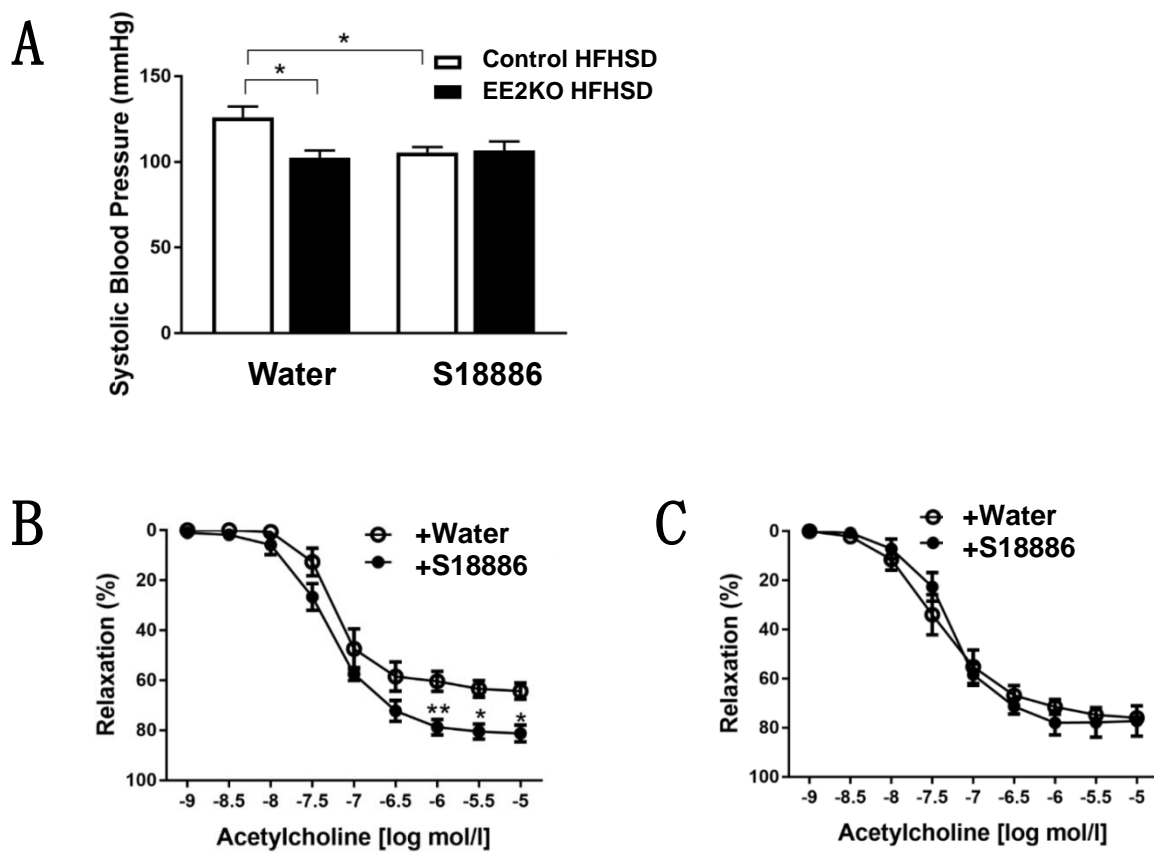 A
Systolic Blood Pressure (mmHg)
*
*
Control HFHSD
EE2KO HFHSD
150
100
50
0
Water
S18886
B
Relaxation (%)
0
20
40
60
80
100
+Water
+S18886
**
*
*
-9 -8.5 -8 -7.5 -7 -6.5 -6 -5.5 -5
Acetylcholine [log mol/l]
C
Relaxation (%)
0
20
40
60
80
100
+Water
+S18886
-9 -8.5 -8 -7.5 -7 -6.5 -6 -5.5 -5
Acetylcholine [log mol/l]